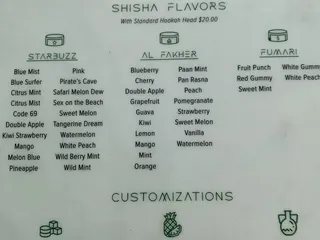 SHISHA FLAVORS
With Standard Hookah Head $20.00
STARBUZZ
Blue Mist
Blue Surfer
Citrus Mint
Citrus Mist
Code 69
Double Apple
Kiwi Strawberry
Mango
Melon Blue
Pineapple
Pink
Pirate's Cave
Safari Melon Dew
Sex on the Beach
Sweet Melon
Tangerine Dream
Watermelon
White Peach
Wild Berry Mint
Wild Mint
AL FAKHER
Blueberry
Cherry
Double Apple
Grapefruit
Guava
Kiwi
Lemon
Mango
Mint
Orange
Paan Mint
Pan Rasna
Peach
Pomegranate
Strawberry
Sweet Melon
Vanilla
Watermelon
FUMARI
Fruit Punch
Red Gummy
Sweet Mint
White Gummy
White Peach
CUSTOMIZATIONS